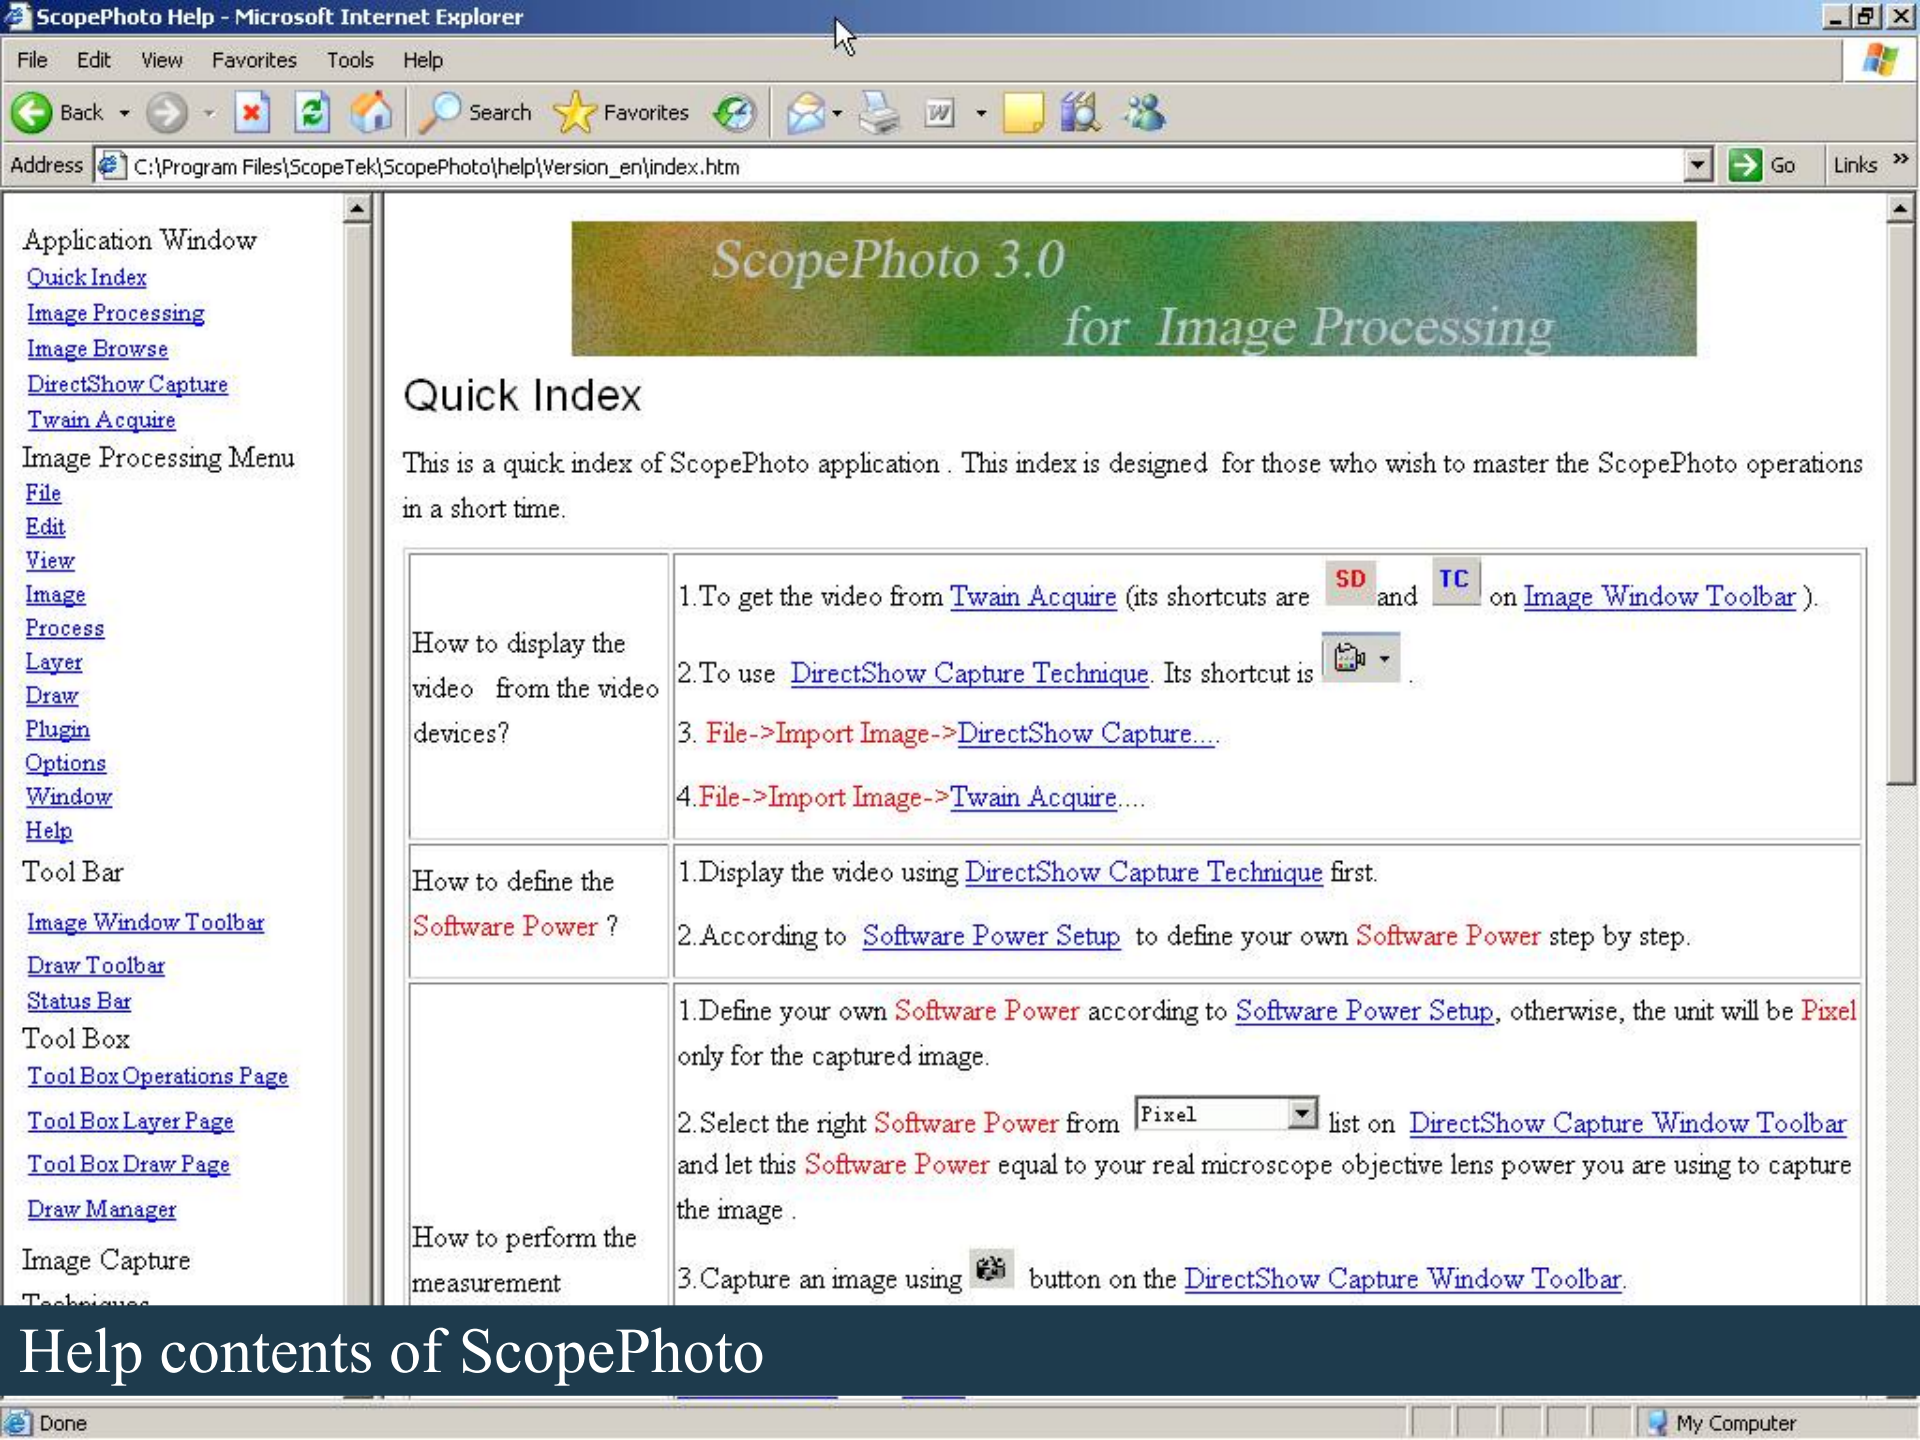 ScopePhoto Help - Microsoft Internet Explorer
File Edit View Favorites Tools Help
Back Search Favorites
Address C:\Program Files\ScopeTek\ScopePhoto\help\Version_en\index.htm Go Links »
Application Window
Quick Index
Image Processing
Image Browse
DirectShow Capture
Twain Acquire
Image Processing Menu
File
Edit
View
Image
Process
Layer
Draw
Plugin
Options
Window
Help
Tool Bar
Image Window Toolbar
Draw Toolbar
Status Bar
Tool Box
Tool Box Operations Page
Tool Box Layer Page
Tool Box Draw Page
Draw Manager
Image Capture
Techniques
ScopePhoto 3.0
for Image Processing
Quick Index
This is a quick index of ScopePhoto application . This index is designed for those who wish to master the ScopePhoto operations
in a short time.
How to display the
video from the video
devices?
1.To get the video from Twain Acquire (its shortcuts are SD and TC on Image Window Toolbar ).
2.To use DirectShow Capture Technique. Its shortcut is .
3. File->Import Image->DirectShow Capture....
4.File->Import Image->Twain Acquire....
How to define the
Software Power ?
1.Display the video using DirectShow Capture Technique first.
2.According to Software Power Setup to define your own Software Power step by step.
How to perform the
measurement
1.Define your own Software Power according to Software Power Setup, otherwise, the unit will be Pixel
only for the captured image.
2.Select the right Software Power from Pixel list on DirectShow Capture Window Toolbar
and let this Software Power equal to your real microscope objective lens power you are using to capture
the image .
3.Capture an image using button on the DirectShow Capture Window Toolbar.
Help contents of ScopePhoto
Done My Computer